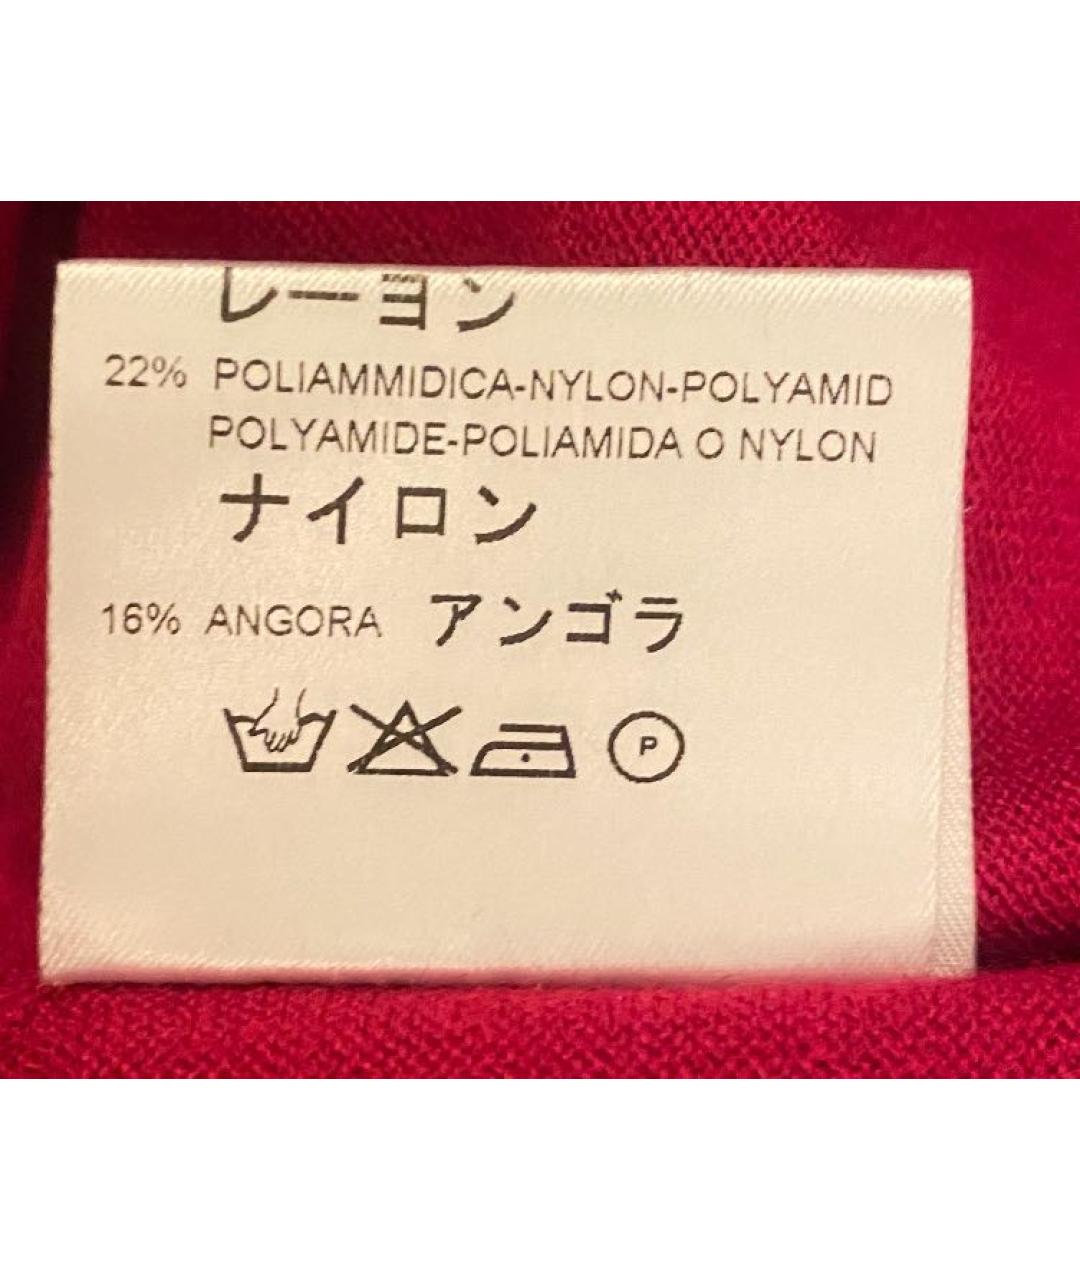 レーヨン
22% POLIAMMIDICA-NYLON-POLYAMID
POLYAMIDE-POLIAMIDA O NYLON
ナイロン
16% ANGORA アンゴラ
P